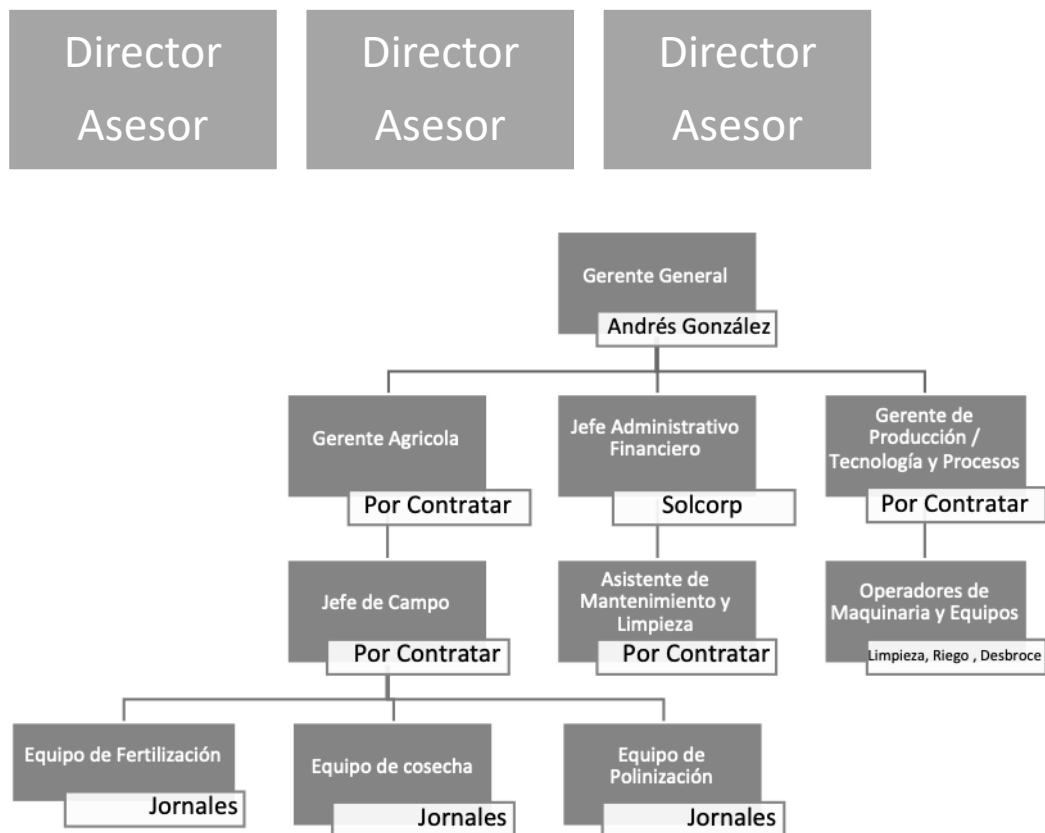 Director
Asesor
Director
Asesor
Director
Asesor
Gerente General
Andrés González
Gerente Agricola
Por Contratar
Jefe Administrativo
Financiero
Solcorp
Gerente de
Producción /
Tecnología y Procesos
Por Contratar
Jefe de Campo
Por Contratar
Asistente de
Mantenimiento y
Limpieza
Por Contratar
Operadores de
Maquinaria y Equipos
Limpieza, Riego , Desbroce
Equipo de Fertilización
Jornales
Equipo de cosecha
Jornales
Equipo de
Polinización
Jornales